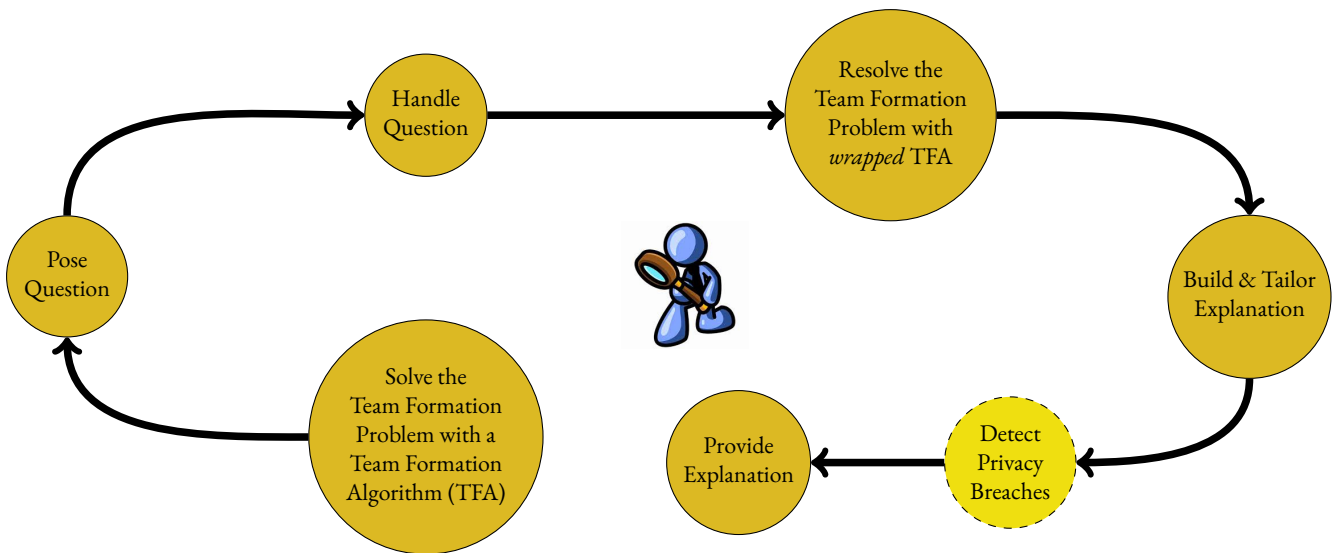 Solve the
Team Formation
Problem with a
Team Formation
Algorithm (TFA)
Pose
Question
Handle
Question
Resolve the
Team Formation
Problem with
wrapped TFA
Build & Tailor
Explanation
Detect
Privacy
Breaches
Provide
Explanation